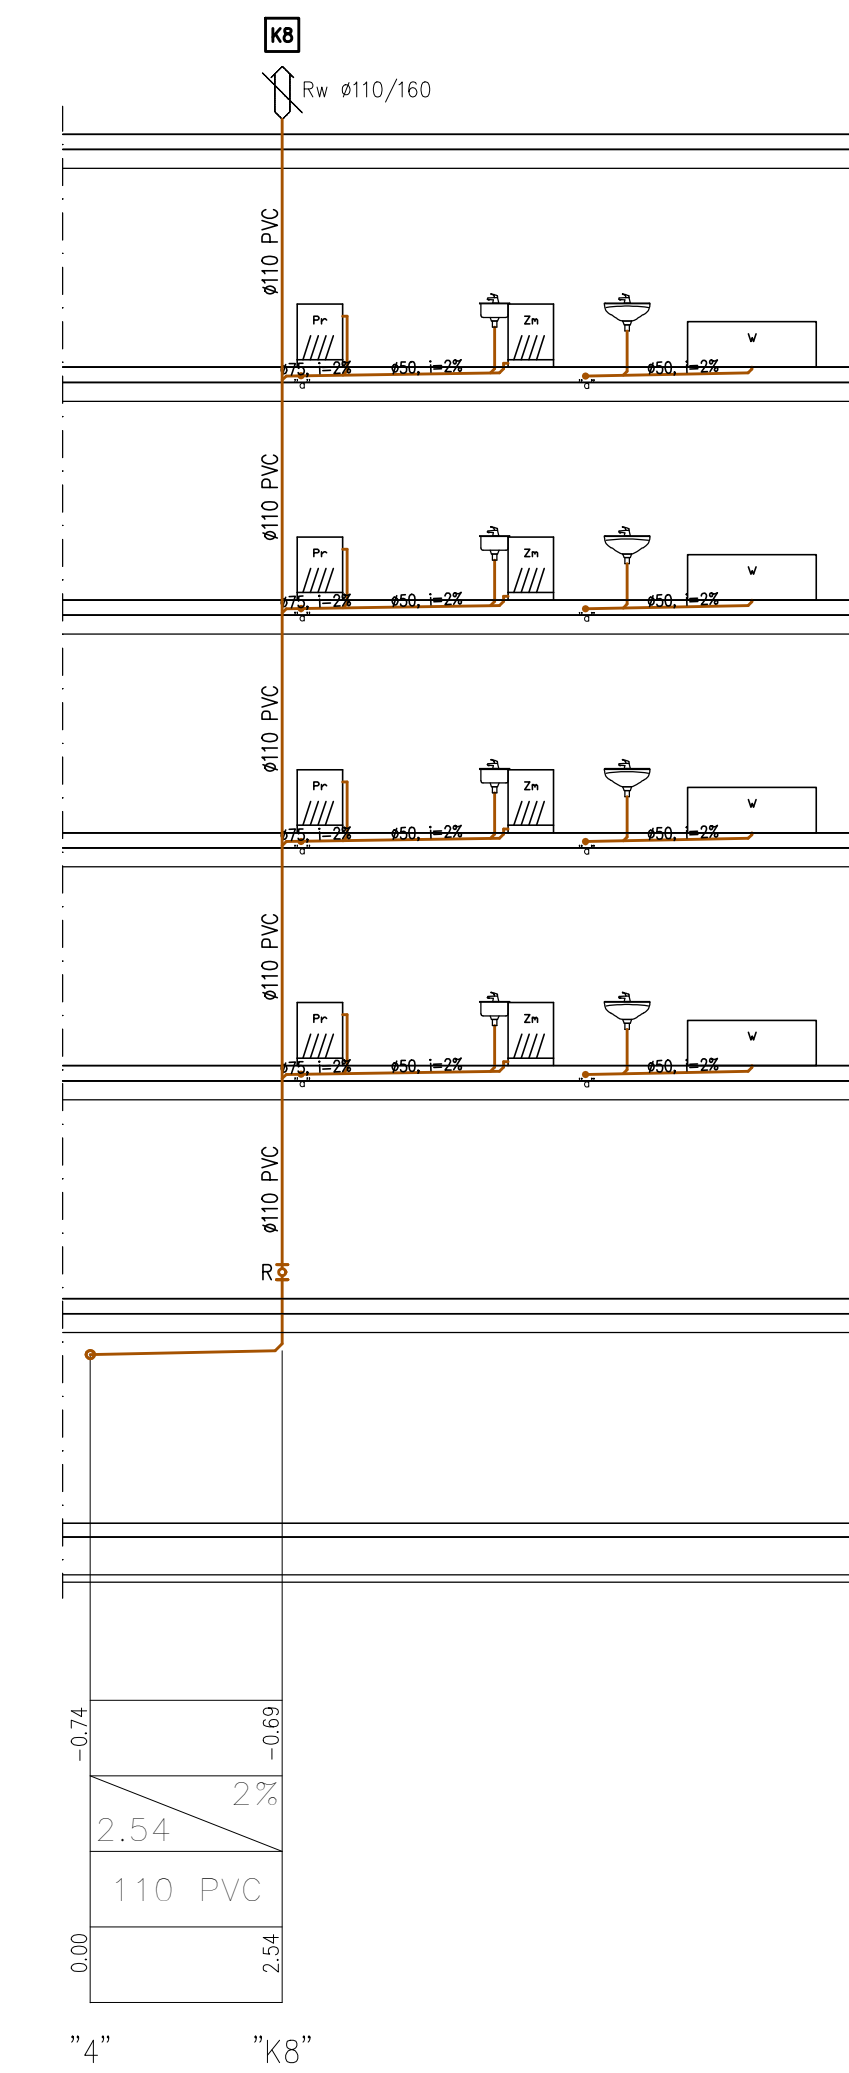 K8
Rw ø110/160
ø110 PVC
Pr
Zm
W
ø75, i=2%
ø50, i=2%
ø50, i=2%
"a"
"a"
ø110 PVC
Pr
Zm
W
ø75, i=2%
ø50, i=2%
ø50, i=2%
"a"
"a"
ø110 PVC
Pr
Zm
W
ø75, i=2%
ø50, i=2%
ø50, i=2%
"a"
"a"
ø110 PVC
Pr
Zm
W
ø75, i=2%
ø50, i=2%
ø50, i=2%
"a"
"a"
ø110 PVC
R
-0.74
-0.69
2%
2.54
110 PVC
0.00
2.54
"4"
"K8"